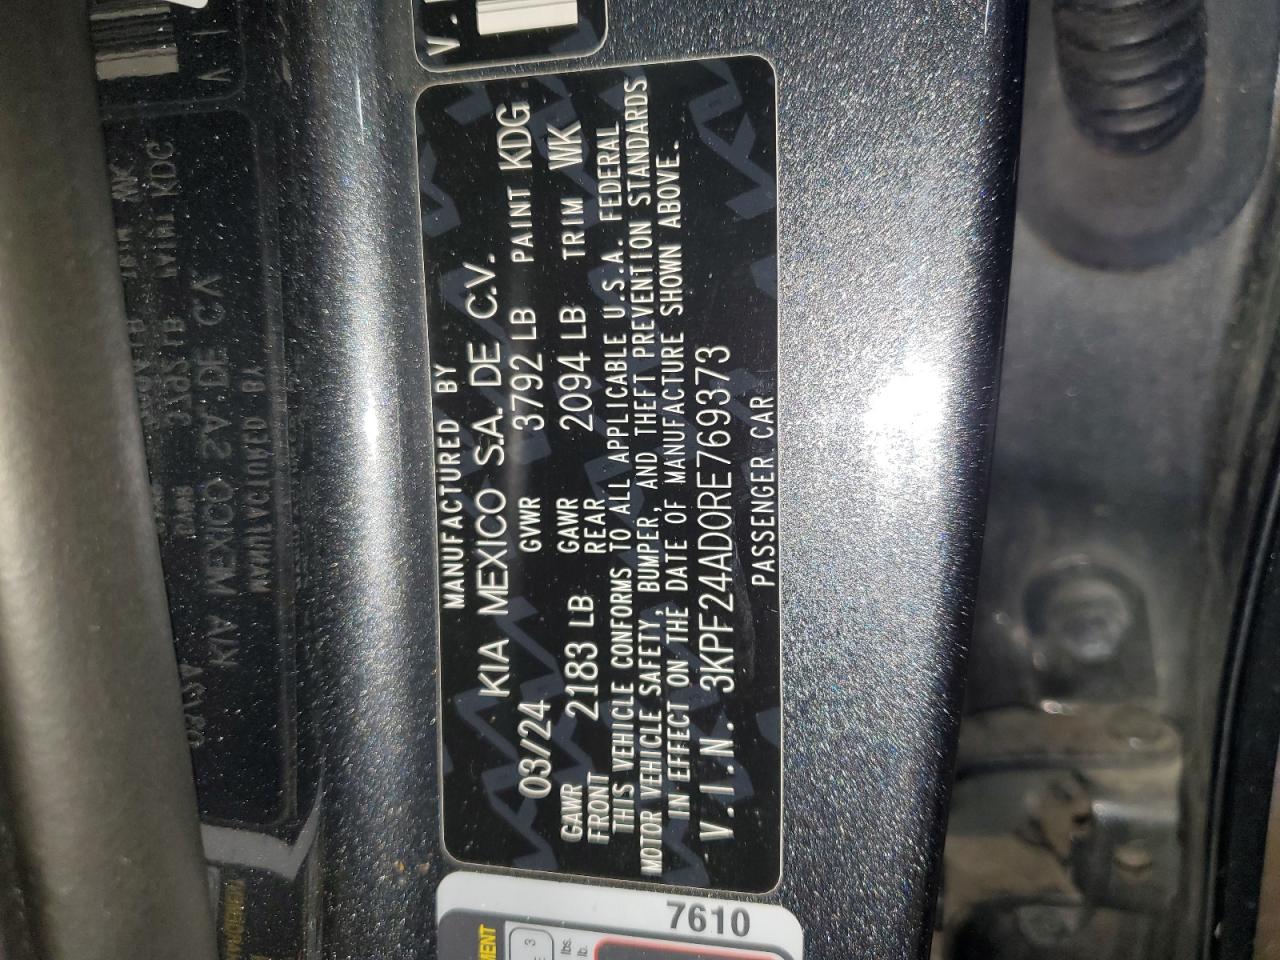 MANUFACTURED BY
KIA MEXICO S.A. DE C.V.
03/24 GVWR 3792 LB PAINT KDG
GAWR FRONT 2183 LB GAWR REAR 2094 LB TRIM WK
THIS VEHICLE CONFORMS TO ALL APPLICABLE U.S.A. FEDERAL
MOTOR VEHICLE SAFETY, BUMPER, AND THEFT PREVENTION STANDARDS
IN EFFECT ON THE DATE OF MANUFACTURE SHOWN ABOVE.
V.I.N. 3KPF24AD0RE769373
PASSENGER CAR
7610